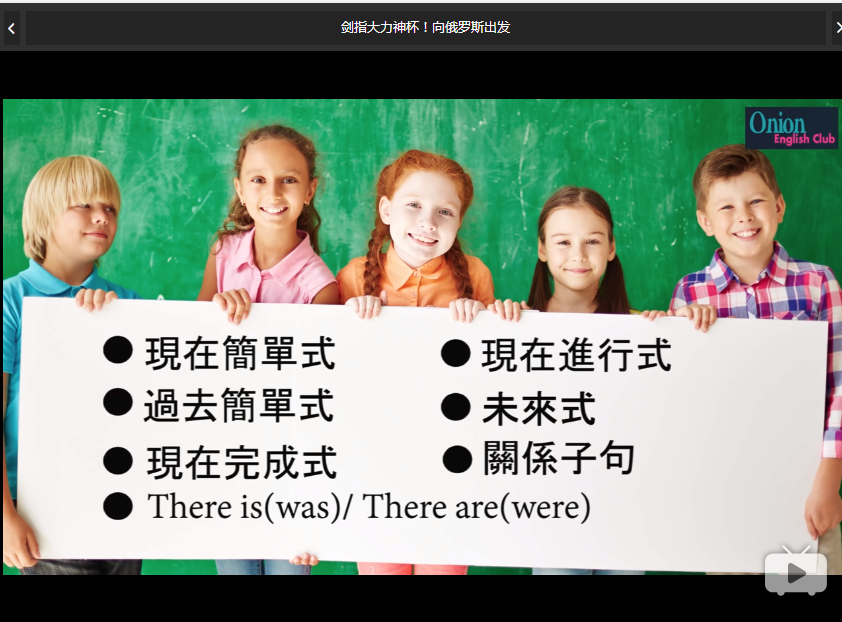 剑指大力神杯！向俄罗斯出发
Onion
English Club
● 現在簡單式
● 現在進行式
● 過去簡單式
● 未來式
● 現在完成式
● 關係子句
● There is(was)/ There are(were)